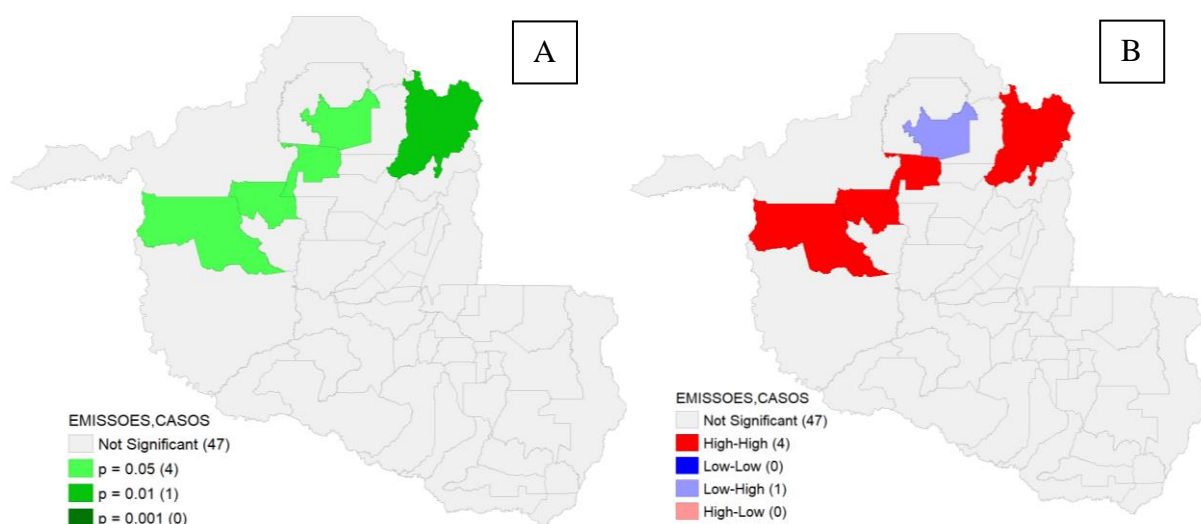 A
EMISSOES,CASOS
Not Significant (47)
p = 0.05 (4)
p = 0.01 (1)
p = 0.001 (0)
B
EMISSOES,CASOS
Not Significant (47)
High-High (4)
Low-Low (0)
Low-High (1)
High-Low (0)